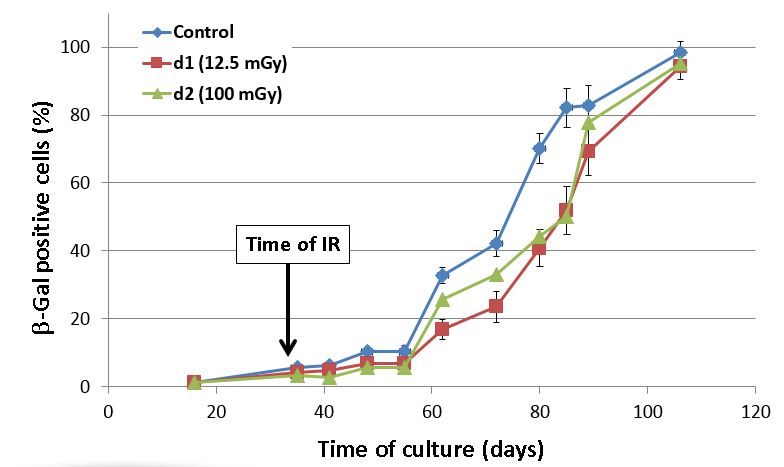 Control
d1 (12.5 mGy)
d2 (100 mGy)
β-Gal positive cells (%)
100
80
60
40
20
0
Time of IR
0 20 40 60 80 100 120
Time of culture (days)